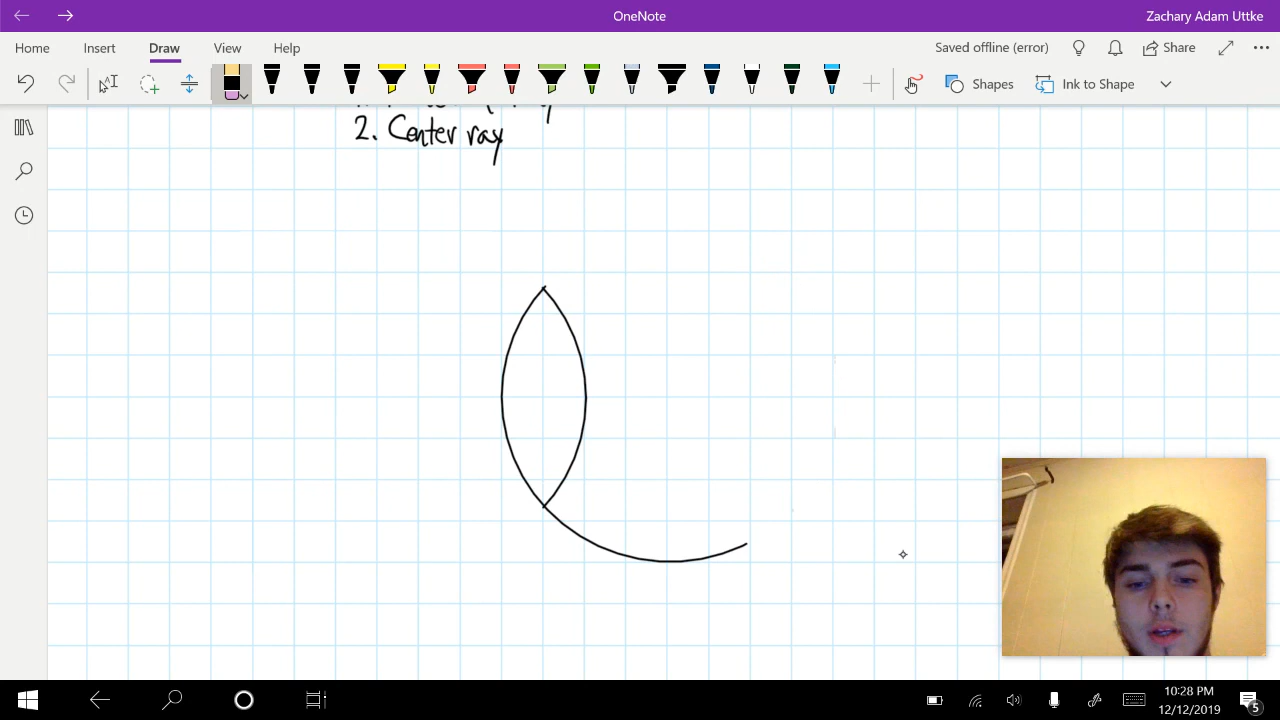 OneNote
Zachary Adam Uttke
Home Insert Draw View Help
Saved offline (error) Share
Shapes Ink to Shape
2. Center ray
10:28 PM
12/12/2019
5